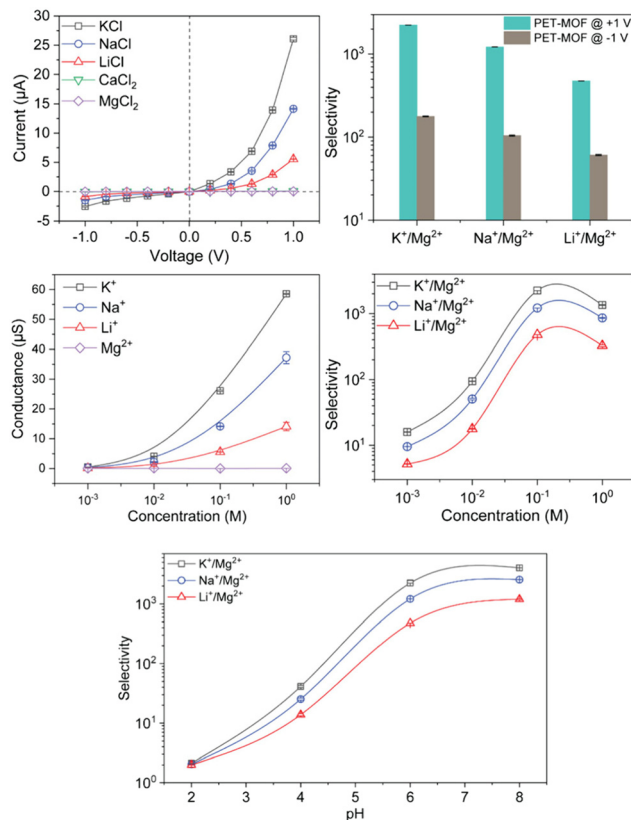 KCl
NaCl
LiCl
CaCl2
MgCl2
30
25
20
15
10
5
0
-5
Current (µA)
-1.0 -0.5 0.0 0.5 1.0
Voltage (V)
PET-MOF @ +1 V
PET-MOF @ -1 V
10³
10²
10¹
Selectivity
K⁺/Mg²⁺ Na⁺/Mg²⁺ Li⁺/Mg²⁺
K⁺
Na⁺
Li⁺
Mg²⁺
60
50
40
30
20
10
0
Conductance (µS)
10⁻³ 10⁻² 10⁻¹ 10⁰
Concentration (M)
K⁺/Mg²⁺
Na⁺/Mg²⁺
Li⁺/Mg²⁺
10³
10²
10¹
Selectivity
10⁻³ 10⁻² 10⁻¹ 10⁰
Concentration (M)
K⁺/Mg²⁺
Na⁺/Mg²⁺
Li⁺/Mg²⁺
10³
10²
10¹
10⁰
Selectivity
2 3 4 5 6 7 8
pH